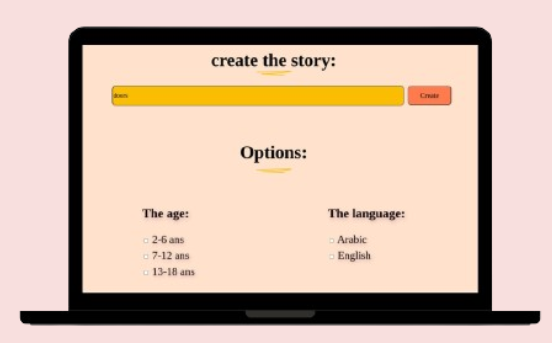 create the story:
Create
Options:
The age:
2-6 ans
7-12 ans
13-18 ans
The language:
Arabic
English